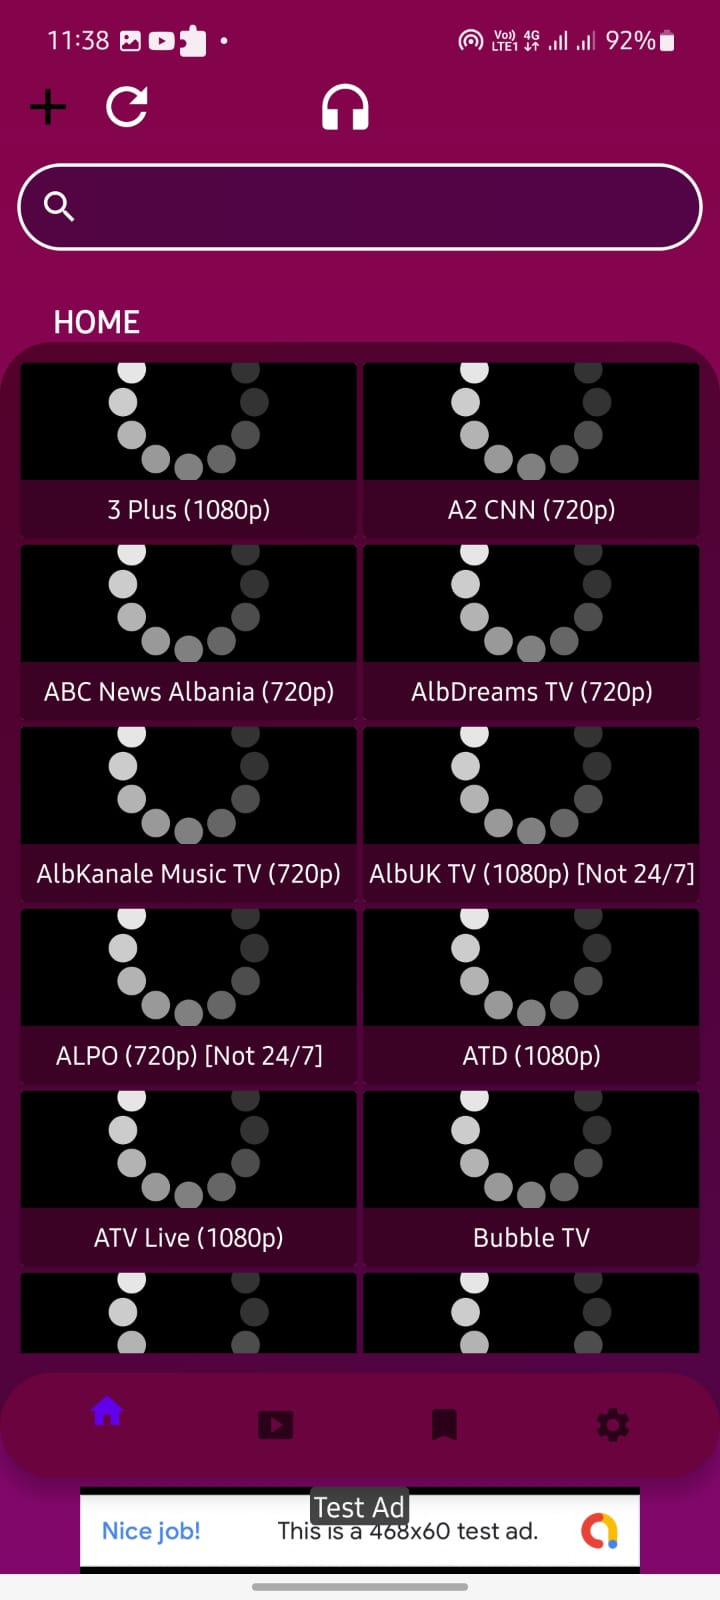 11:38 Vo)) LTE1 4G 92%
HOME
3 Plus (1080p)
A2 CNN (720p)
ABC News Albania (720p)
AlbDreams TV (720p)
AlbKanale Music TV (720p)
AlbUK TV (1080p) [Not 24/7]
ALPO (720p) [Not 24/7]
ATD (1080p)
ATV Live (1080p)
Bubble TV
Test Ad
Nice job! This is a 468x60 test ad.